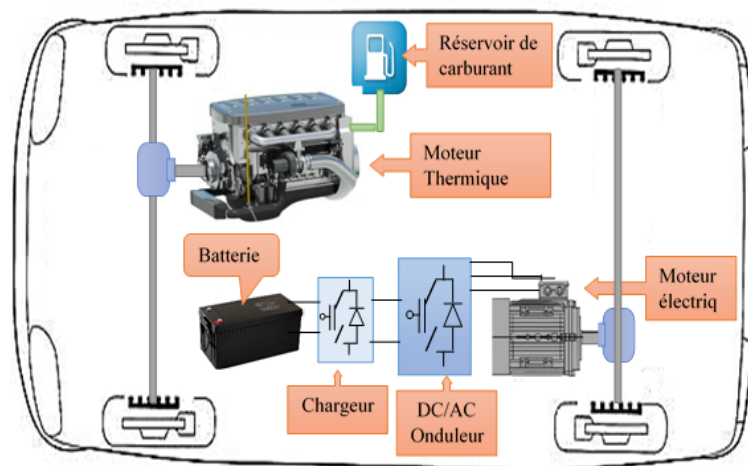 Réservoir de
carburant
Moteur
Thermique
Batterie
Moteur
électriq
Chargeur
DC/AC
Onduleur